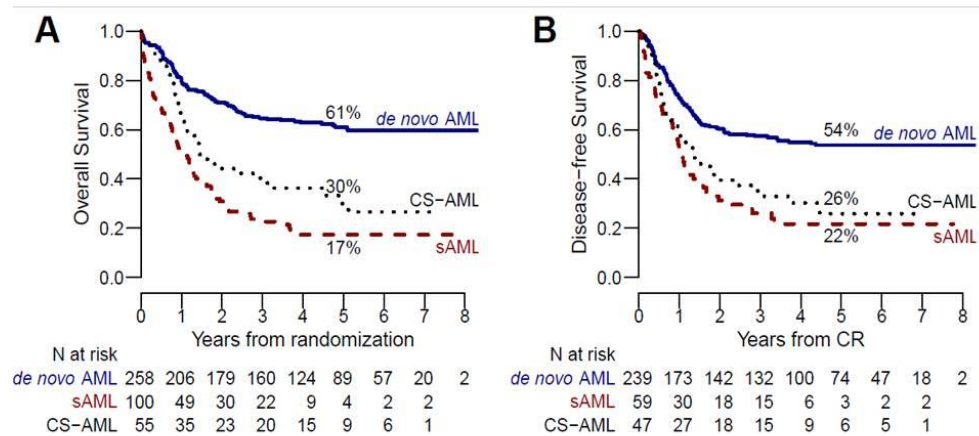 A
Overall Survival
1.0
0.8
0.6
0.4
0.2
0.0
61%
de novo AML
30%
CS-AML
17%
sAML
0 1 2 3 4 5 6 7 8
Years from randomization
N at risk
de novo AML 258 206 179 160 124 89 57 20 2
sAML 100 49 30 22 9 4 2 2
CS-AML 55 35 23 20 15 9 6 1
B
Disease-free Survival
1.0
0.8
0.6
0.4
0.2
0.0
54%
de novo AML
26%
CS-AML
22%
sAML
0 1 2 3 4 5 6 7 8
Years from CR
N at risk
de novo AML 239 173 142 132 100 74 47 18 2
sAML 59 30 18 15 6 3 2 2
CS-AML 47 27 18 15 9 6 5 1